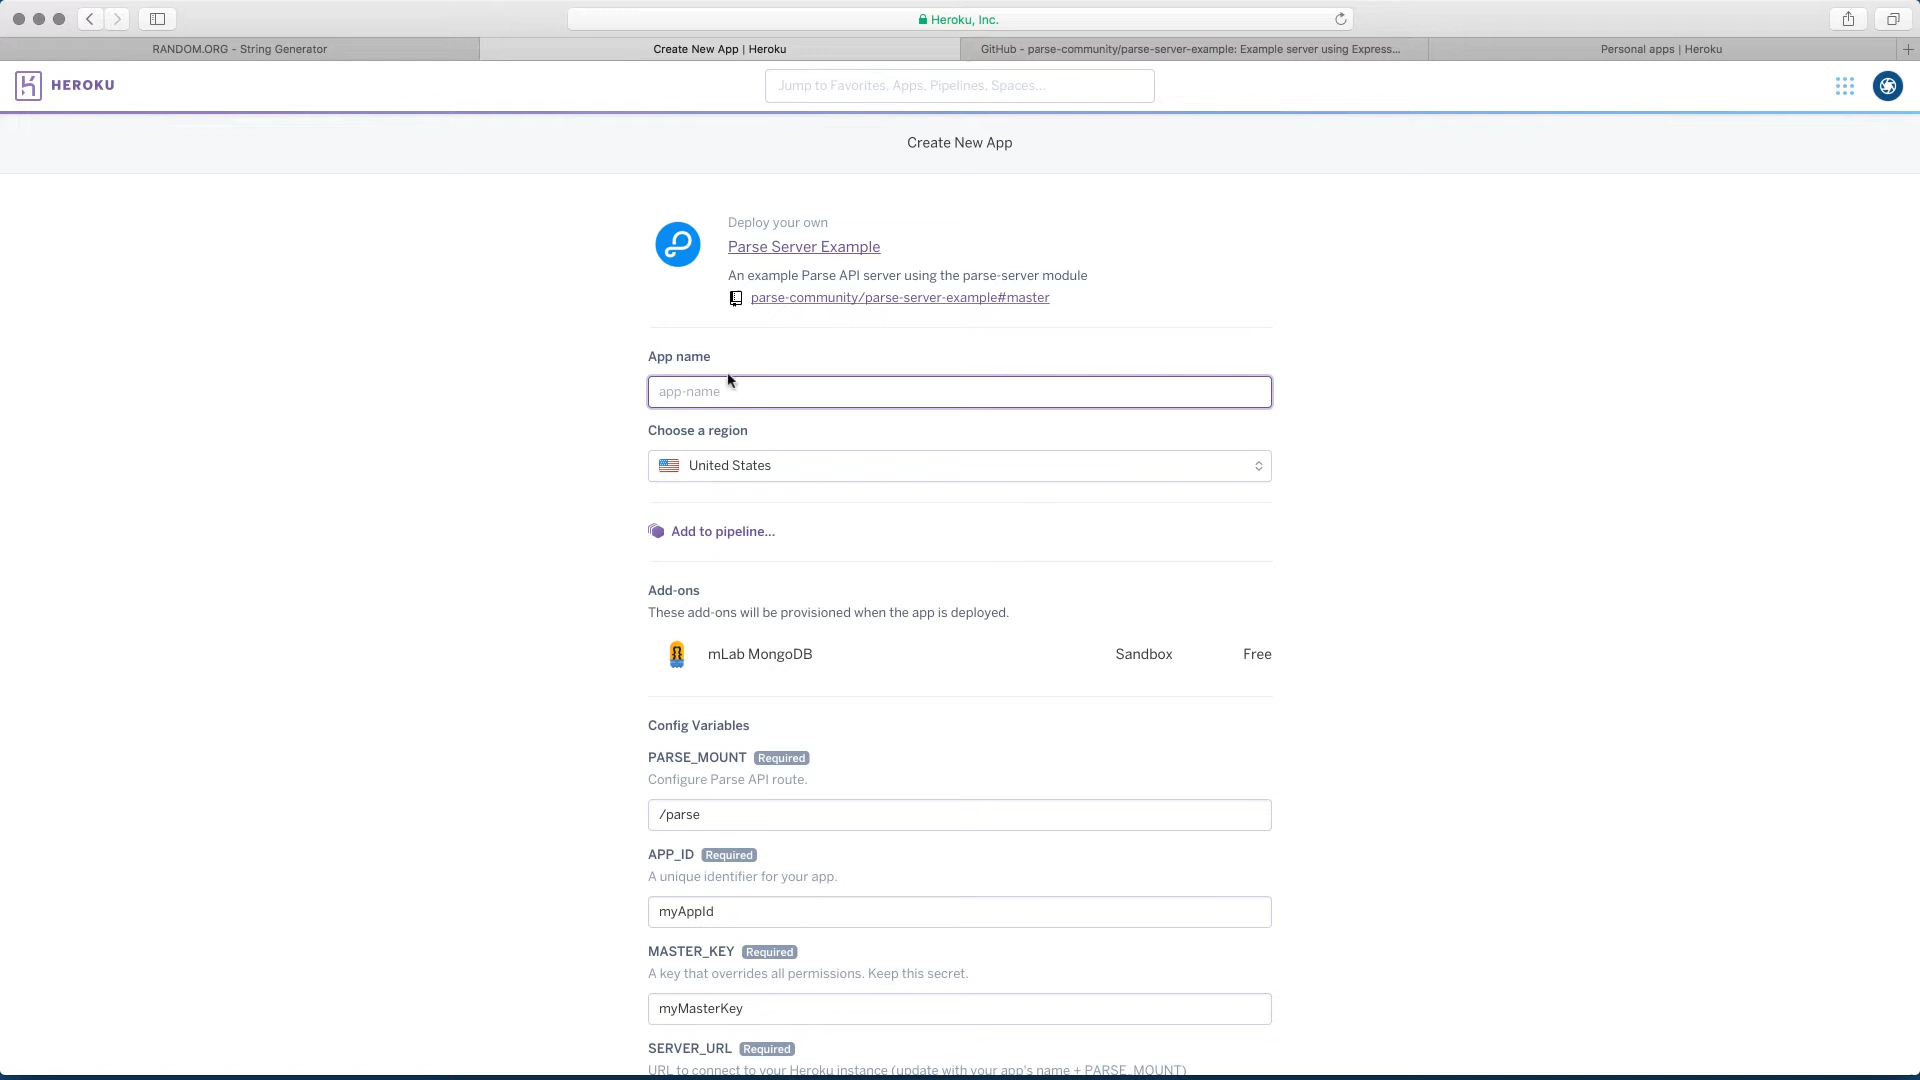 Heroku, Inc.
RANDOM.ORG - String Generator
Create New App | Heroku
GitHub - parse-community/parse-server-example: Example server using Express...
Personal apps | Heroku
HEROKU
Jump to Favorites, Apps, Pipelines, Spaces...
Create New App
Deploy your own
Parse Server Example
An example Parse API server using the parse-server module
parse-community/parse-server-example#master
App name
app-name
Choose a region
United States
Add to pipeline...
Add-ons
These add-ons will be provisioned when the app is deployed.
mLab MongoDB Sandbox Free
Config Variables
PARSE_MOUNT Required
Configure Parse API route.
/parse
APP_ID Required
A unique identifier for your app.
myAppId
MASTER_KEY Required
A key that overrides all permissions. Keep this secret.
myMasterKey
SERVER_URL Required
URL to connect to your Heroku instance (update with your app's name + PARSE_MOUNT)